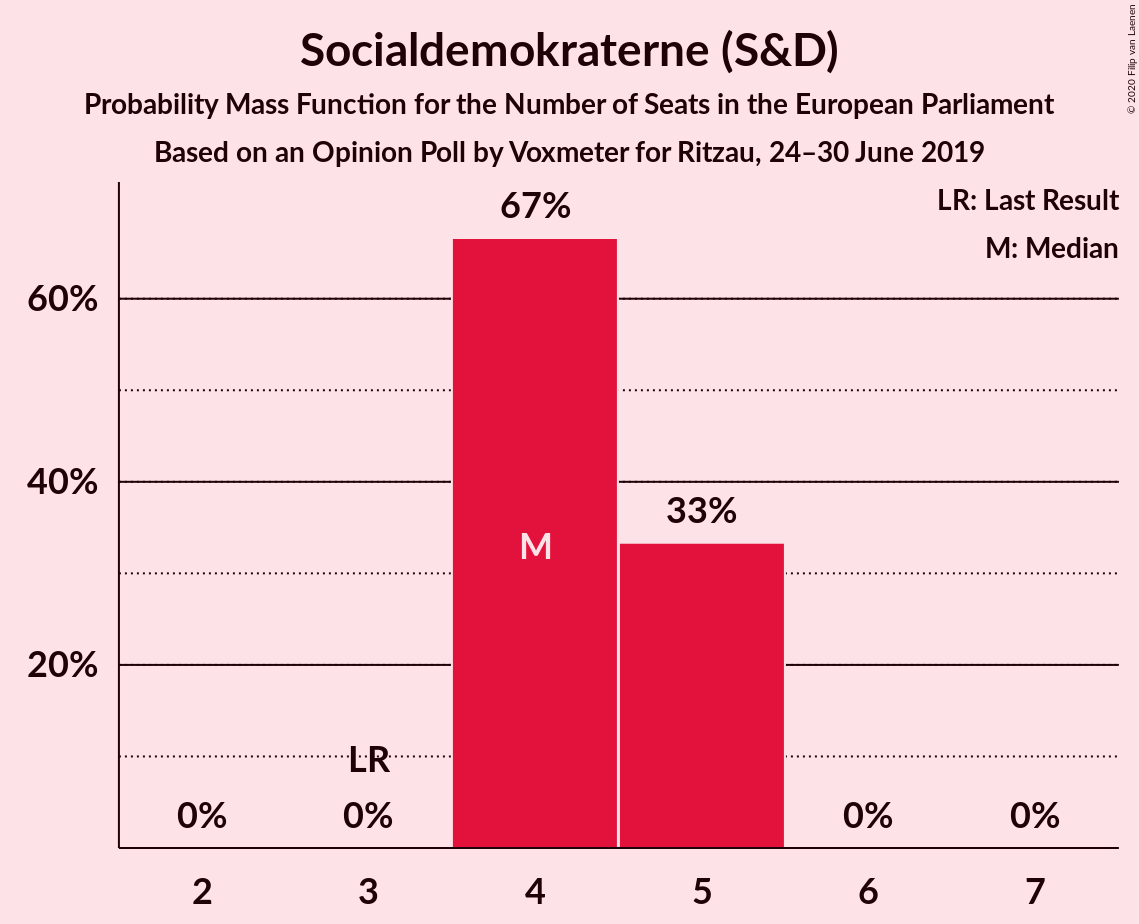 Socialdemokraterne (S&D)
Probability Mass Function for the Number of Seats in the European Parliament
Based on an Opinion Poll by Voxmeter for Ritzau, 24–30 June 2019
© 2020 Filip van Laenen
LR: Last Result
M: Median
67%
60%
40%
33%
M
20%
LR
0%
0%
0%
0%
2
3
4
5
6
7